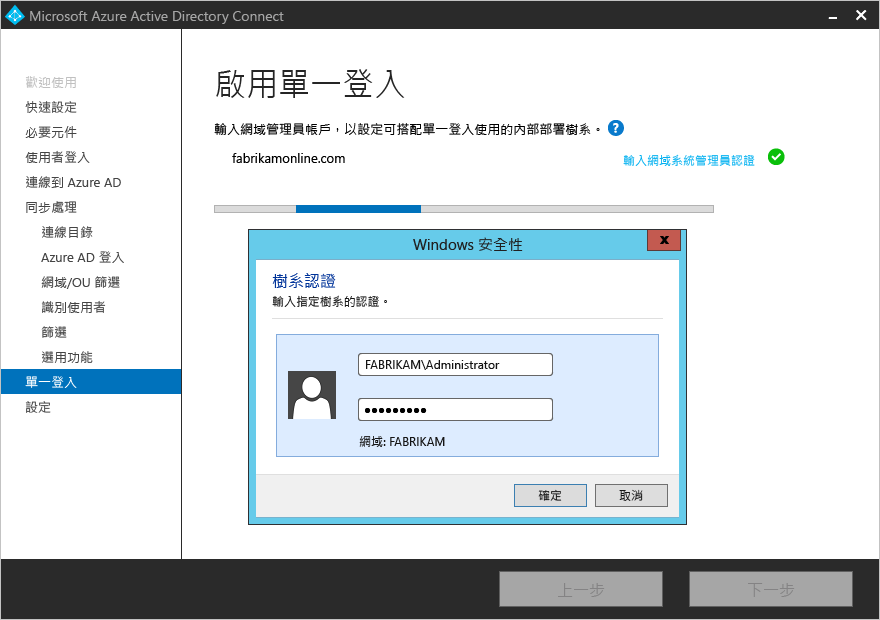 Microsoft Azure Active Directory Connect
歡迎使用
快速設定
必要元件
使用者登入
連線到 Azure AD
同步處理
連線目錄
Azure AD 登入
網域/OU 篩選
識別使用者
篩選
選用功能
單一登入
設定
啟用單一登入
輸入網域管理員帳戶，以設定可搭配單一登入使用的內部部署樹系。 ?
fabrikamonline.com
輸入網域系統管理員認證
Windows 安全性
x
樹系認證
輸入指定樹系的認證。
FABRIKAM\Administrator
●●●●●●●●●
網域: FABRIKAM
確定
取消
上一步
下一步